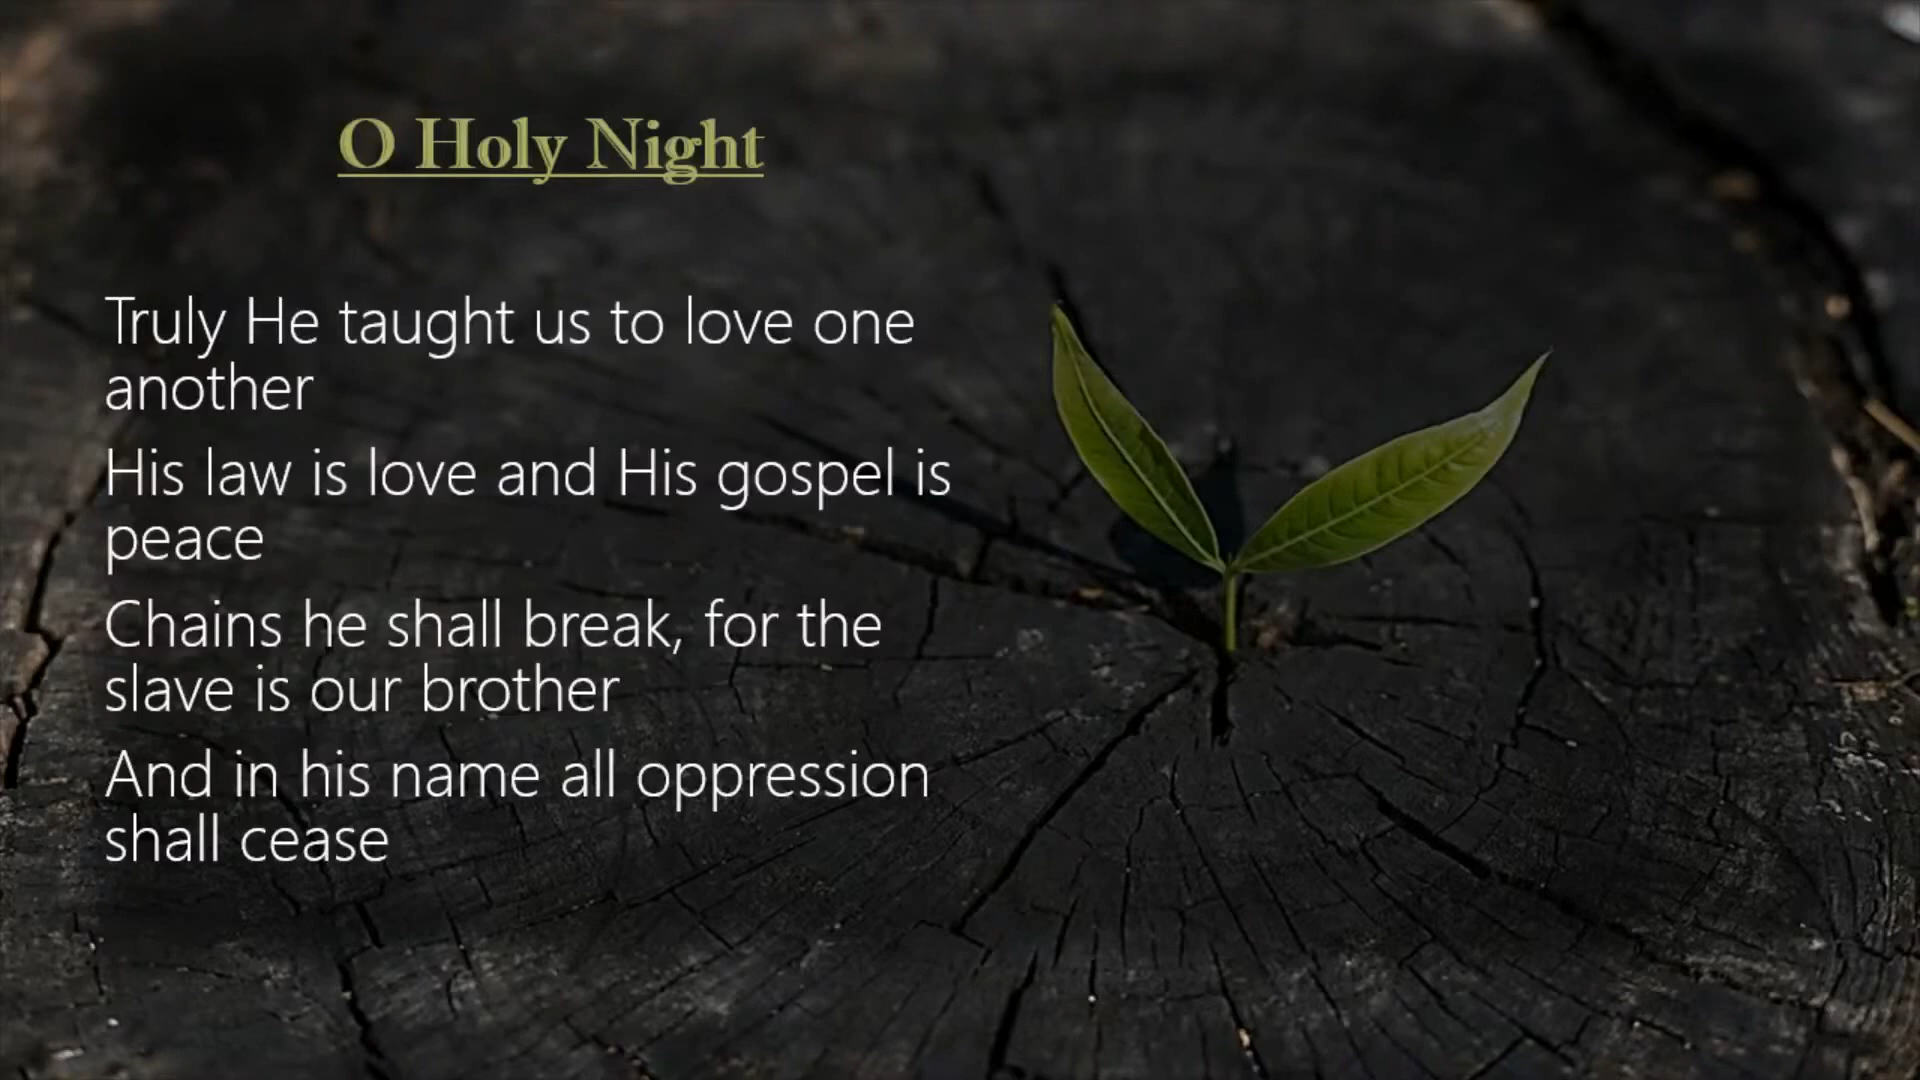 O Holy Night
Truly He taught us to love one
another
His law is love and His gospel is
peace
Chains he shall break, for the
slave is our brother
And in his name all oppression
shall cease